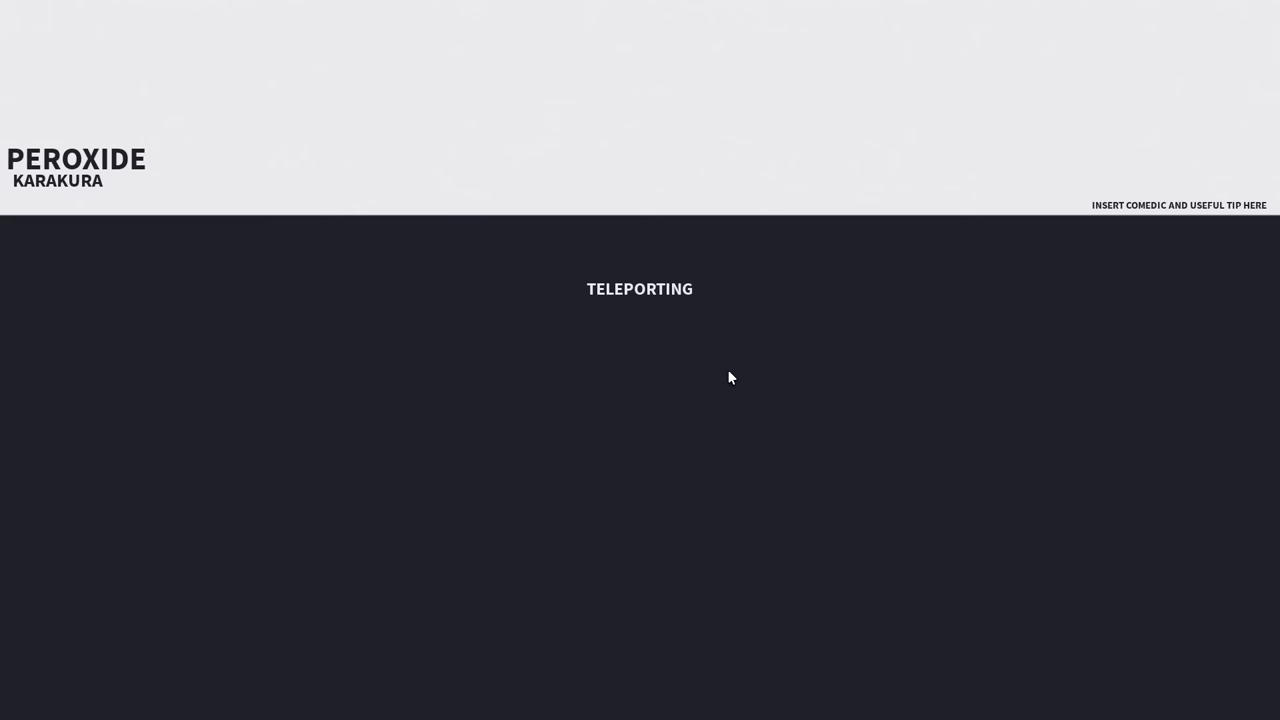 PEROXIDE
KARAKURA
INSERT COMEDIC AND USEFUL TIP HERE
TELEPORTING